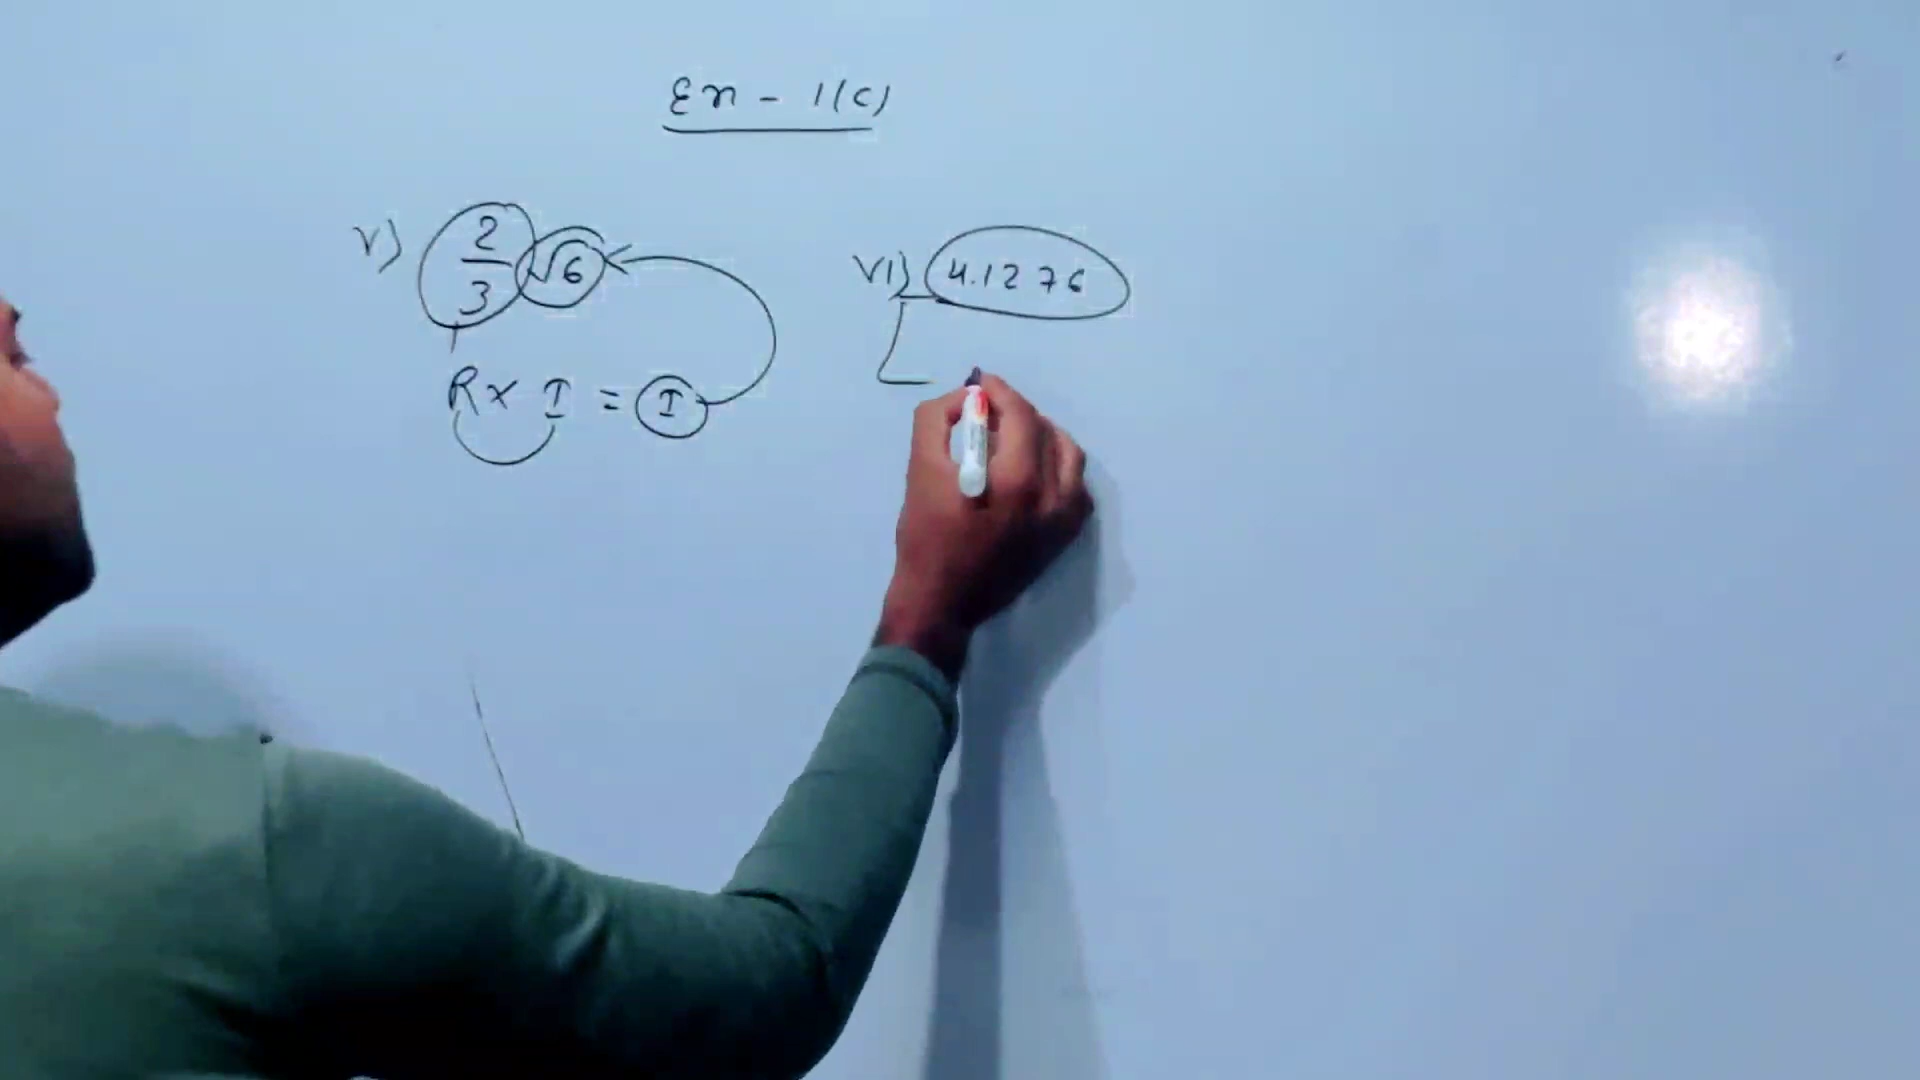 Ex - 1(c)
v) 2/3 √6
R × I = I
vi) 4.1276